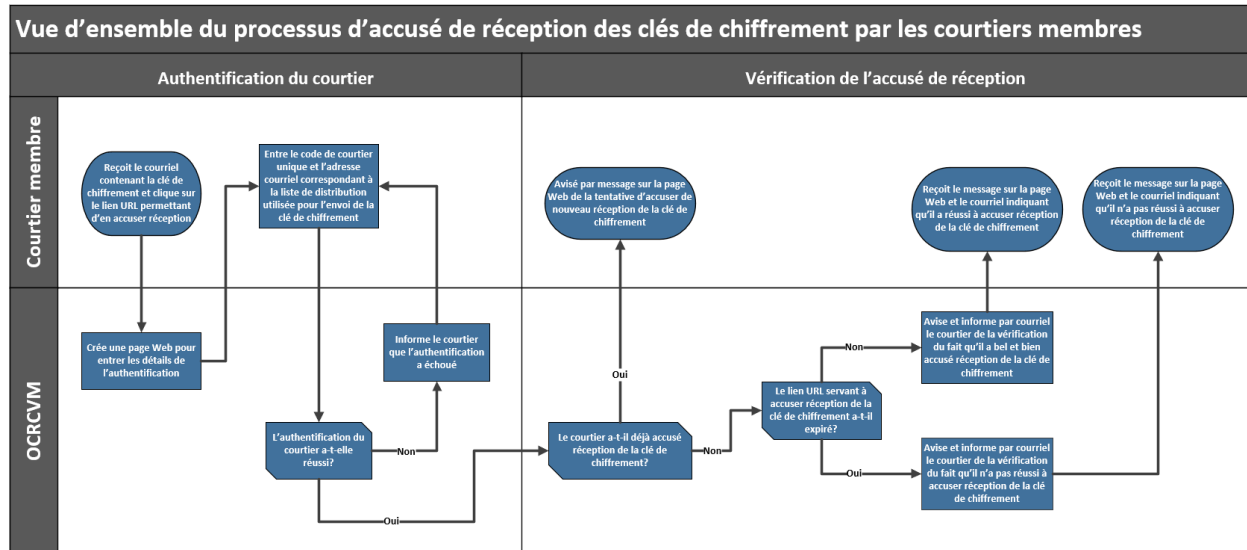 Vue d'ensemble du processus d'accusé de réception des clés de chiffrement par les courtiers membres
Authentification du courtier
Vérification de l'accusé de réception
Courtier membre
Reçoit le courriel
contenant la clé de
chiffrement et clique sur
le lien URL permettant
d'en accuser réception
Entre le code de courtier
unique et l'adresse
courriel correspondant à
la liste de distribution
utilisée pour l'envoi de la
clé de chiffrement
Avisé par message sur la page
Web de la tentative d'accuser de
nouveau réception de la clé de
chiffrement
Reçoit le message sur la page
Web et le courriel indiquant
qu'il a réussi à accuser réception
de la clé de chiffrement
Reçoit le message sur la page
Web et le courriel indiquant
qu'il n'a pas réussi à accuser
réception de la clé de
chiffrement
OCRCVM
Crée une page Web pour
entrer les détails de
l'authentification
Informe le courtier
que l'authentification
a échoué
L'authentification du
courtier a-t-elle
réussi?
Non
Oui
Le courtier a-t-il déjà accusé
réception de la clé de
chiffrement?
Oui
Non
Le lien URL servant à
accuser réception de la
clé de chiffrement a-t-il
expiré?
Non
Oui
Avise et informe par courriel
le courtier de la vérification
du fait qu'il a bel et bien
accusé réception de la clé de
chiffrement
Avise et informe par courriel
le courtier de la vérification
du fait qu'il n'a pas réussi à
accuser réception de la clé
de chiffrement